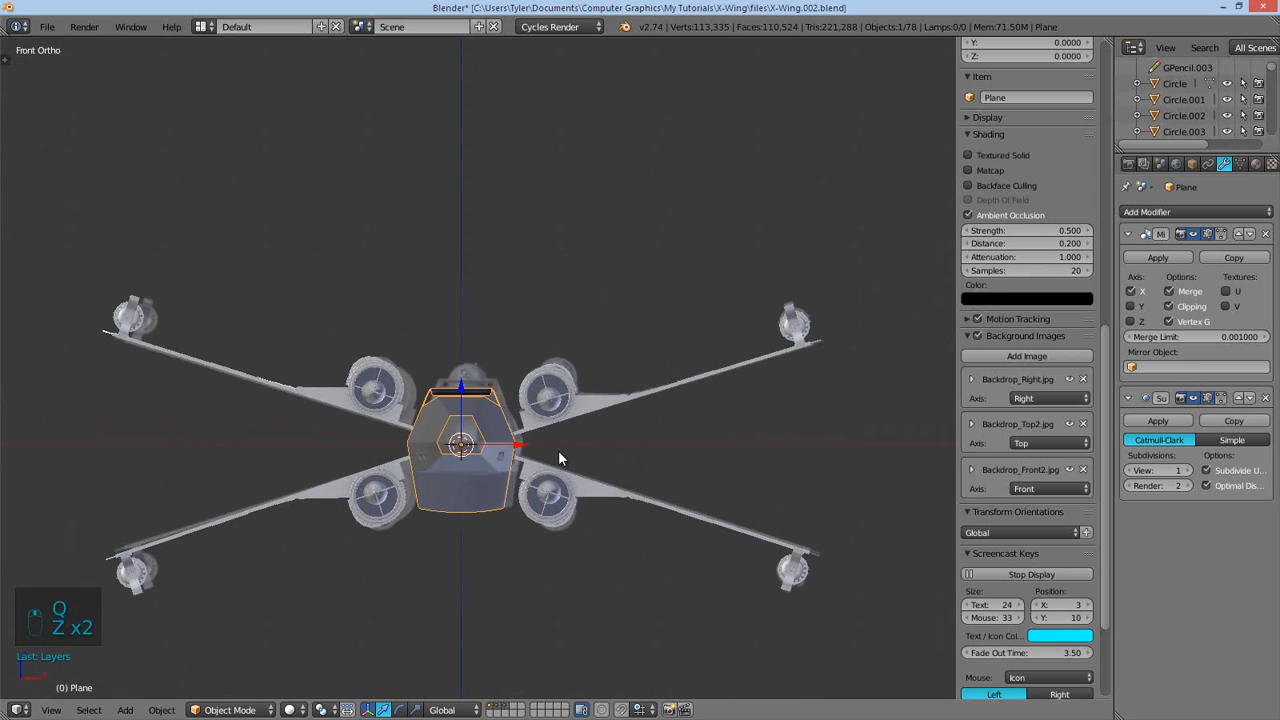 Blender* [C:\Users\Tyler\Documents\Computer Graphics\My Tutorials\X-Wing\files\X-Wing.002.blend]
File Render Window Help Default Scene Cycles Render v2.74 | Verts:113,335 | Faces:110,524 | Tris:221,288 | Objects:1/78 | Lamps:0/0 | Mem:71.50M | Plane
Front Ortho
Y: 0.0000
Z: 0.0000
Item
Plane
Display
Shading
Textured Solid
Matcap
Backface Culling
Depth Of Field
Ambient Occlusion
Strength: 0.500
Distance: 0.200
Attenuation: 1.000
Samples: 20
Color:
Motion Tracking
Background Images
Add Image
Backdrop_Right.jpg
Axis: Right
Backdrop_Top2.jpg
Axis: Top
Backdrop_Front2.jpg
Axis: Front
Transform Orientations
Global
Screencast Keys
Stop Display
Size: Position:
Text: 24 X: 3
Mouse: 33 Y: 10
Text / Icon Col...
Fade Out Time: 3.50
Mouse: Icon
Left Right
View Search All Scenes
GPencil.003
Circle
Circle.001
Circle.002
Circle.003
Plane
Add Modifier
Mi
Apply Copy
Axis: Options: Textures:
X Merge U
Y Clipping V
Z Vertex G
Merge Limit: 0.001000
Mirror Object:
Su
Apply Copy
Catmull-Clark Simple
Subdivisions: Options:
View: 1 Subdivide U...
Render: 2 Optimal Dis...
Q
Z x2
Last: Layers
(0) Plane
View Select Add Object Object Mode Global